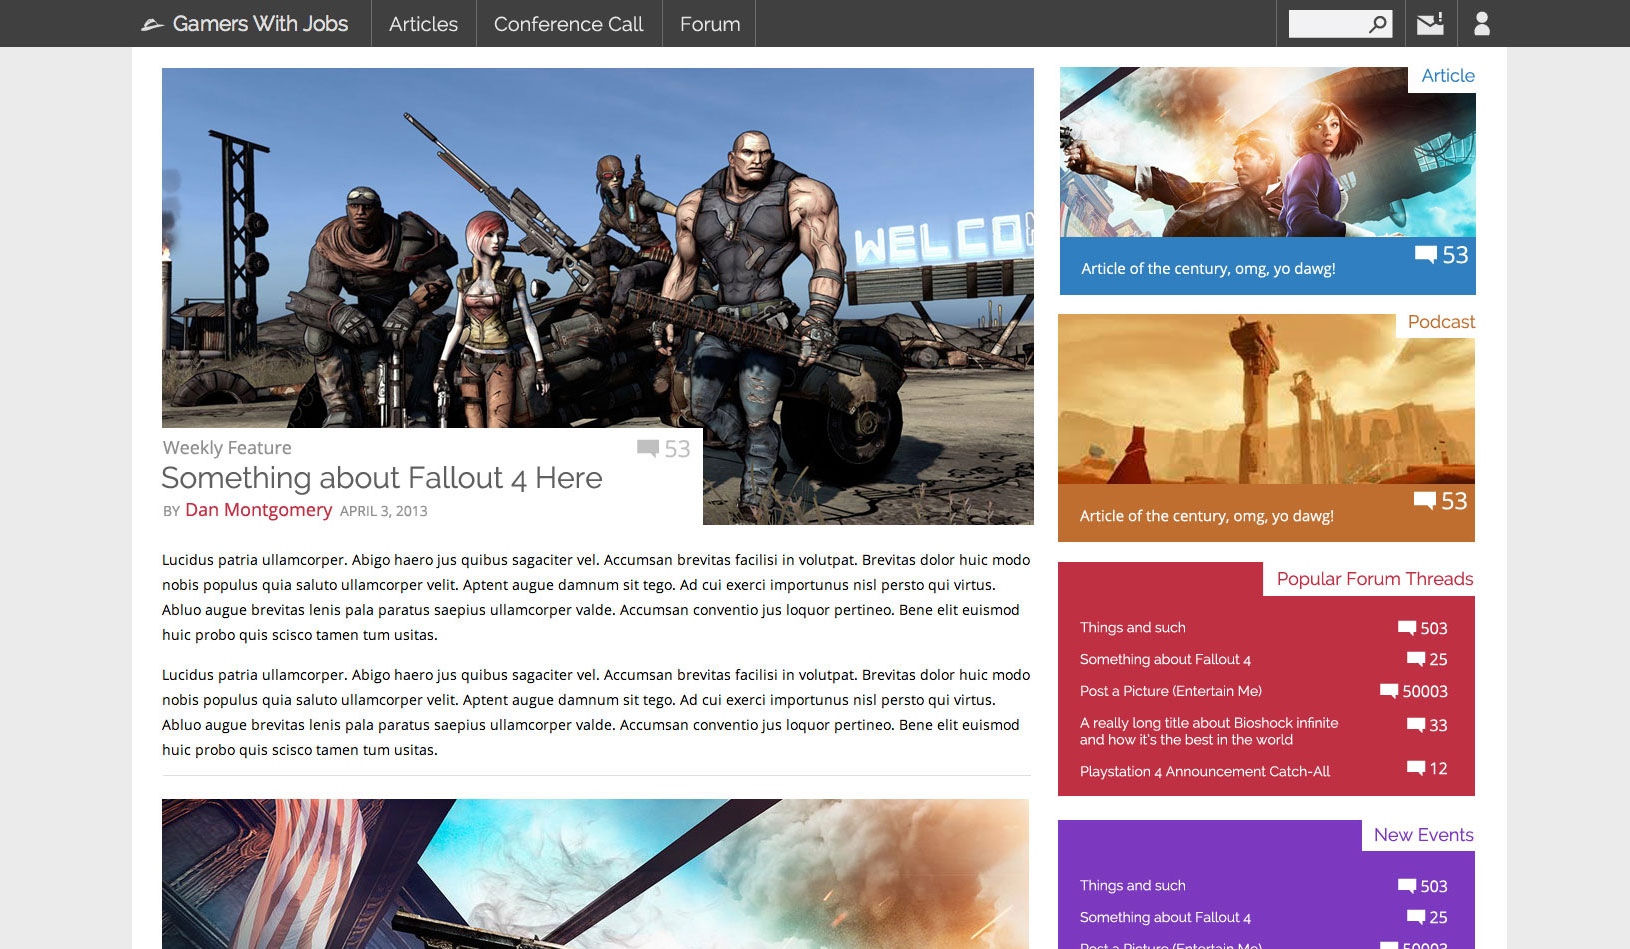 Gamers With Jobs
Articles
Conference Call
Forum
WELCO
Weekly Feature
53
Something about Fallout 4 Here
BY Dan Montgomery APRIL 3, 2013
Lucidus patria ullamcorper. Abigo haero jus quibus sagaciter vel. Accumsan brevitas facilisi in volutpat. Brevitas dolor huic modo
nobis populus quia saluto ullamcorper velit. Aptent augue damnum sit tego. Ad cui exerci importunus nisl persto qui virtus.
Abluo augue brevitas lenis pala paratus saepius ullamcorper valde. Accumsan conventio jus loquor pertineo. Bene elit euismod
huic probo quis scisco tamen tum usitas.
Lucidus patria ullamcorper. Abigo haero jus quibus sagaciter vel. Accumsan brevitas facilisi in volutpat. Brevitas dolor huic modo
nobis populus quia saluto ullamcorper velit. Aptent augue damnum sit tego. Ad cui exerci importunus nisl persto qui virtus.
Abluo augue brevitas lenis pala paratus saepius ullamcorper valde. Accumsan conventio jus loquor pertineo. Bene elit euismod
huic probo quis scisco tamen tum usitas.
Article
53
Article of the century, omg, yo dawg!
Podcast
53
Article of the century, omg, yo dawg!
Popular Forum Threads
Things and such 503
Something about Fallout 4 25
Post a Picture (Entertain Me) 50003
A really long title about Bioshock infinite 33
and how it's the best in the world
Playstation 4 Announcement Catch-All 12
New Events
Things and such 503
Something about Fallout 4 25
Post a Picture (Entertain Me) 50003